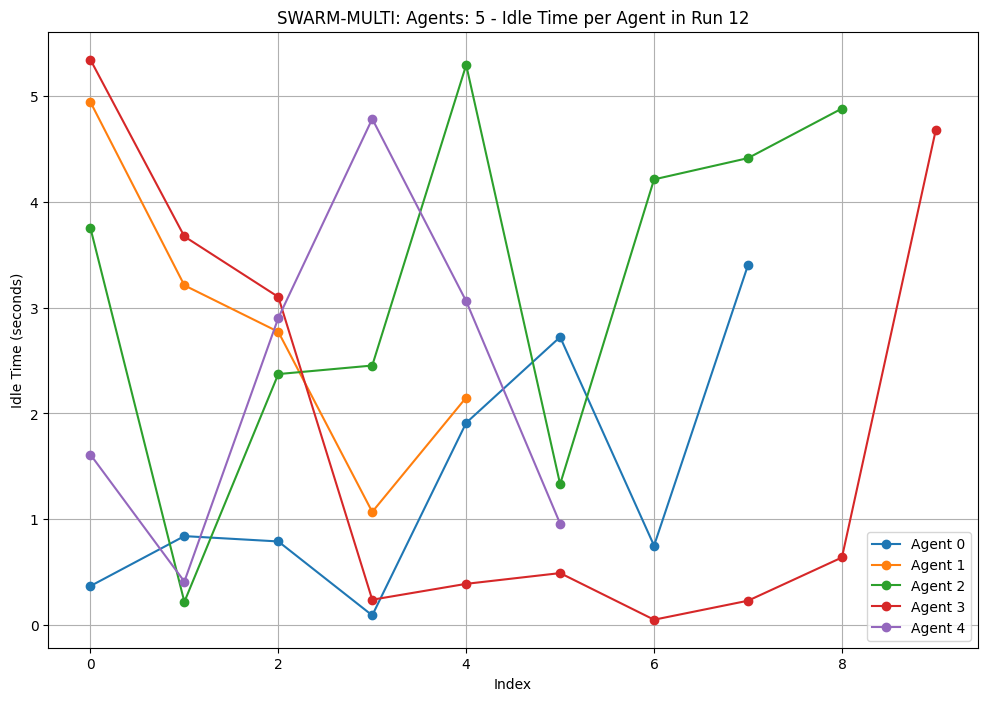 SWARM-MULTI: Agents: 5 - Idle Time per Agent in Run 12
Idle Time (seconds)
5
4
3
2
1
0
0 2 4 6 8
Index
Agent 0
Agent 1
Agent 2
Agent 3
Agent 4